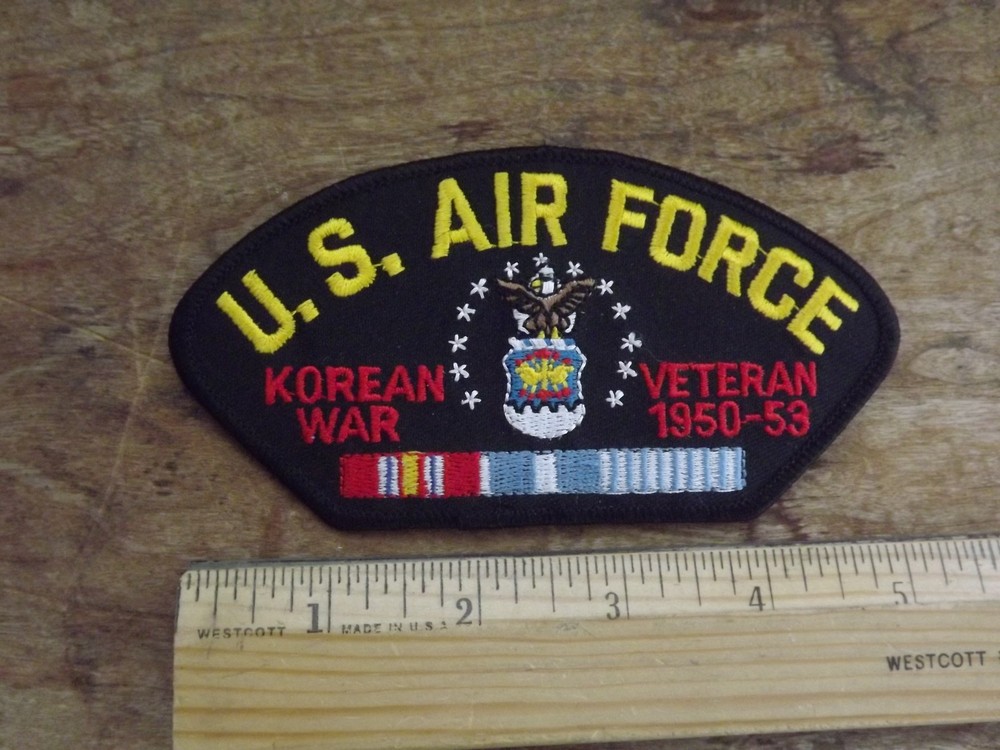 U.S. AIR FORCE
KOREAN
WAR
VETERAN
1950-53
1 2 3 4 5
WESTCOTT
MADE IN U.S.A
WESTCOTT